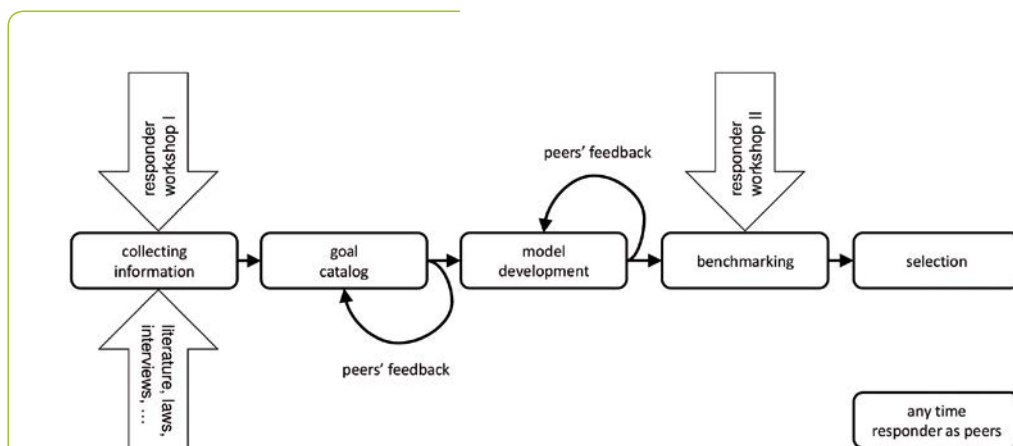 responder
workshop I
responder
workshop II
peers' feedback
collecting
information
goal
catalog
model
development
benchmarking
selection
literature, laws,
interviews, ...
peers' feedback
any time
responder as peers